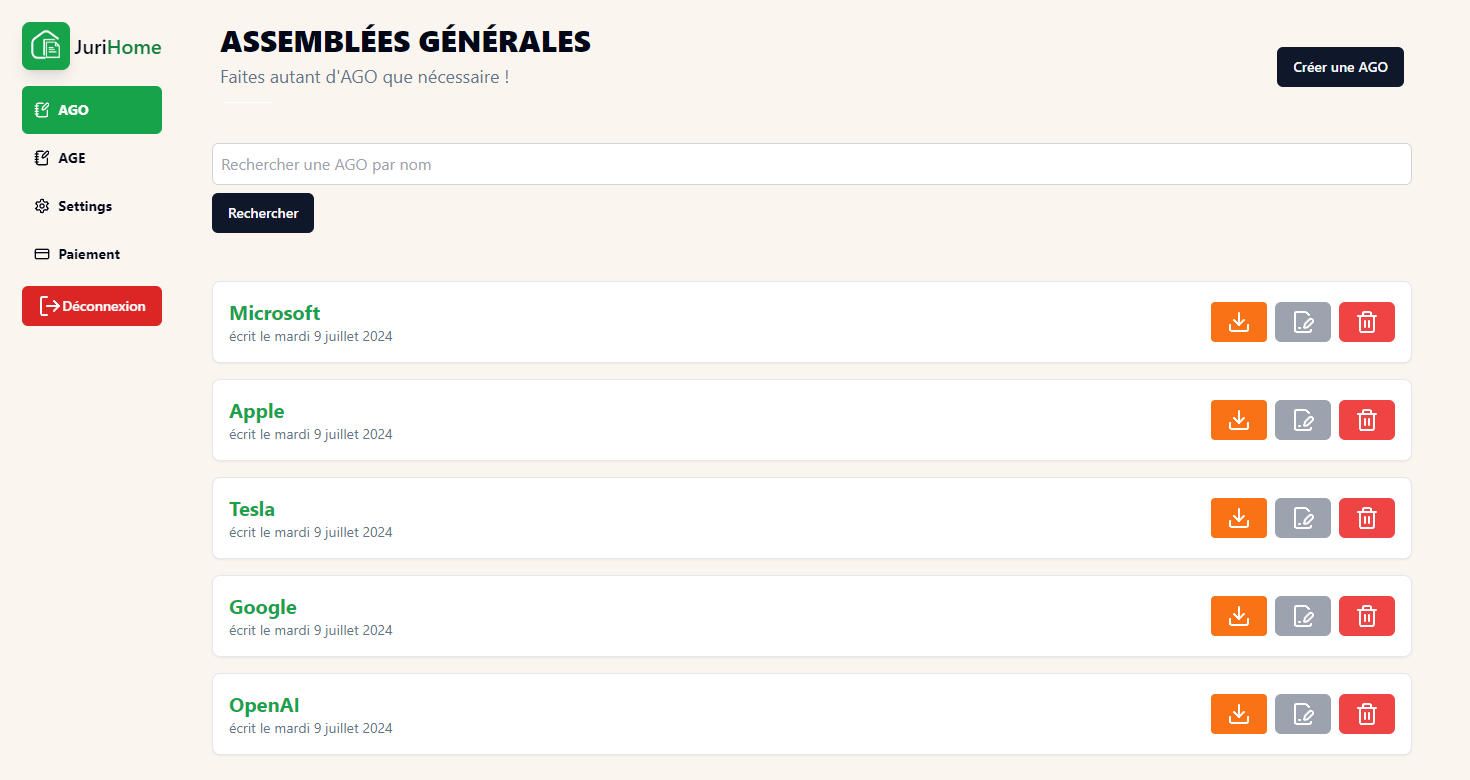 JuriHome
AGO
AGE
Settings
Paiement
Déconnexion
ASSEMBLÉES GÉNÉRALES
Faites autant d'AGO que nécessaire !
Créer une AGO
Rechercher une AGO par nom
Rechercher
Microsoft
écrit le mardi 9 juillet 2024
Apple
écrit le mardi 9 juillet 2024
Tesla
écrit le mardi 9 juillet 2024
Google
écrit le mardi 9 juillet 2024
OpenAI
écrit le mardi 9 juillet 2024